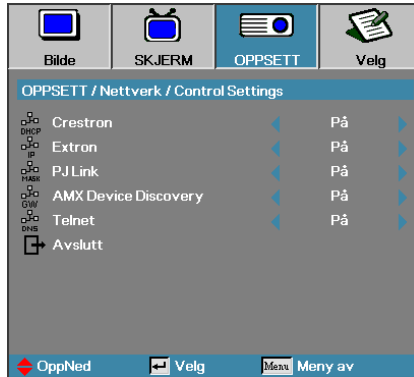 Bilde SKJERM OPPSETT Velg
OPPSETT / Nettverk / Control Settings
DHCP Crestron På
IP Extron På
MASK PJ Link På
GW AMX Device Discovery På
DNS Telnet På
Avslutt
OppNed Velg Menu Meny av